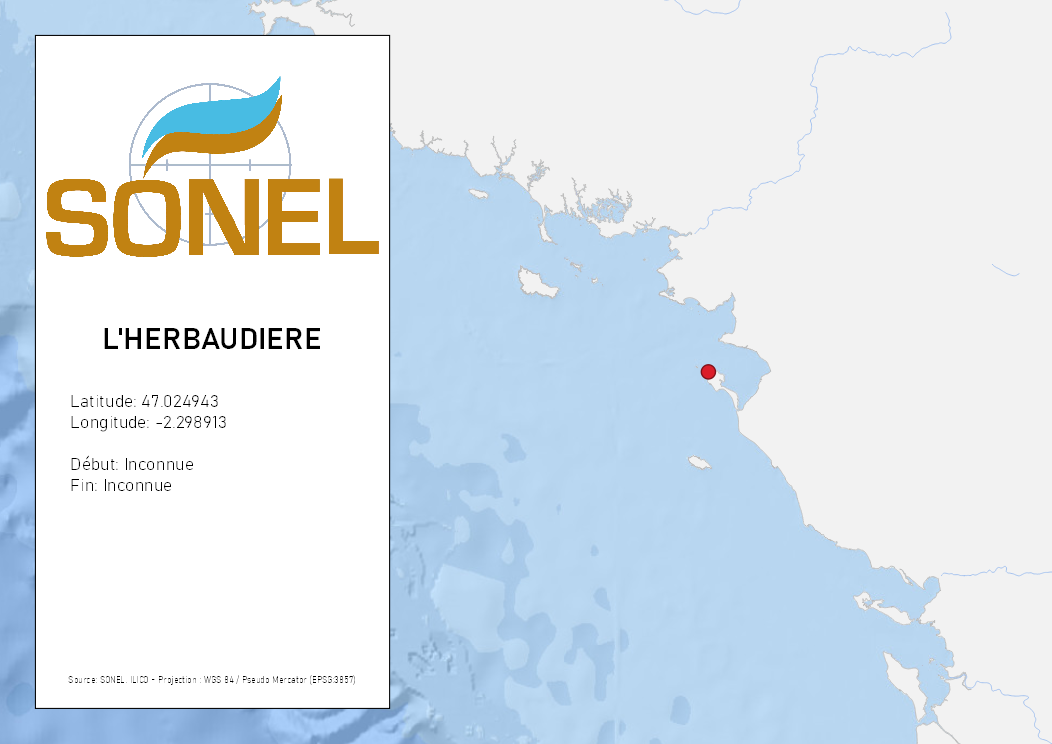 SONEL
L'HERBAUDIERE
Latitude: 47.024943
Longitude: -2.298913
Début: Inconnue
Fin: Inconnue
Source: SONEL, ILICO - Projection : WGS 84 / Pseudo Mercator (EPSG:3857)